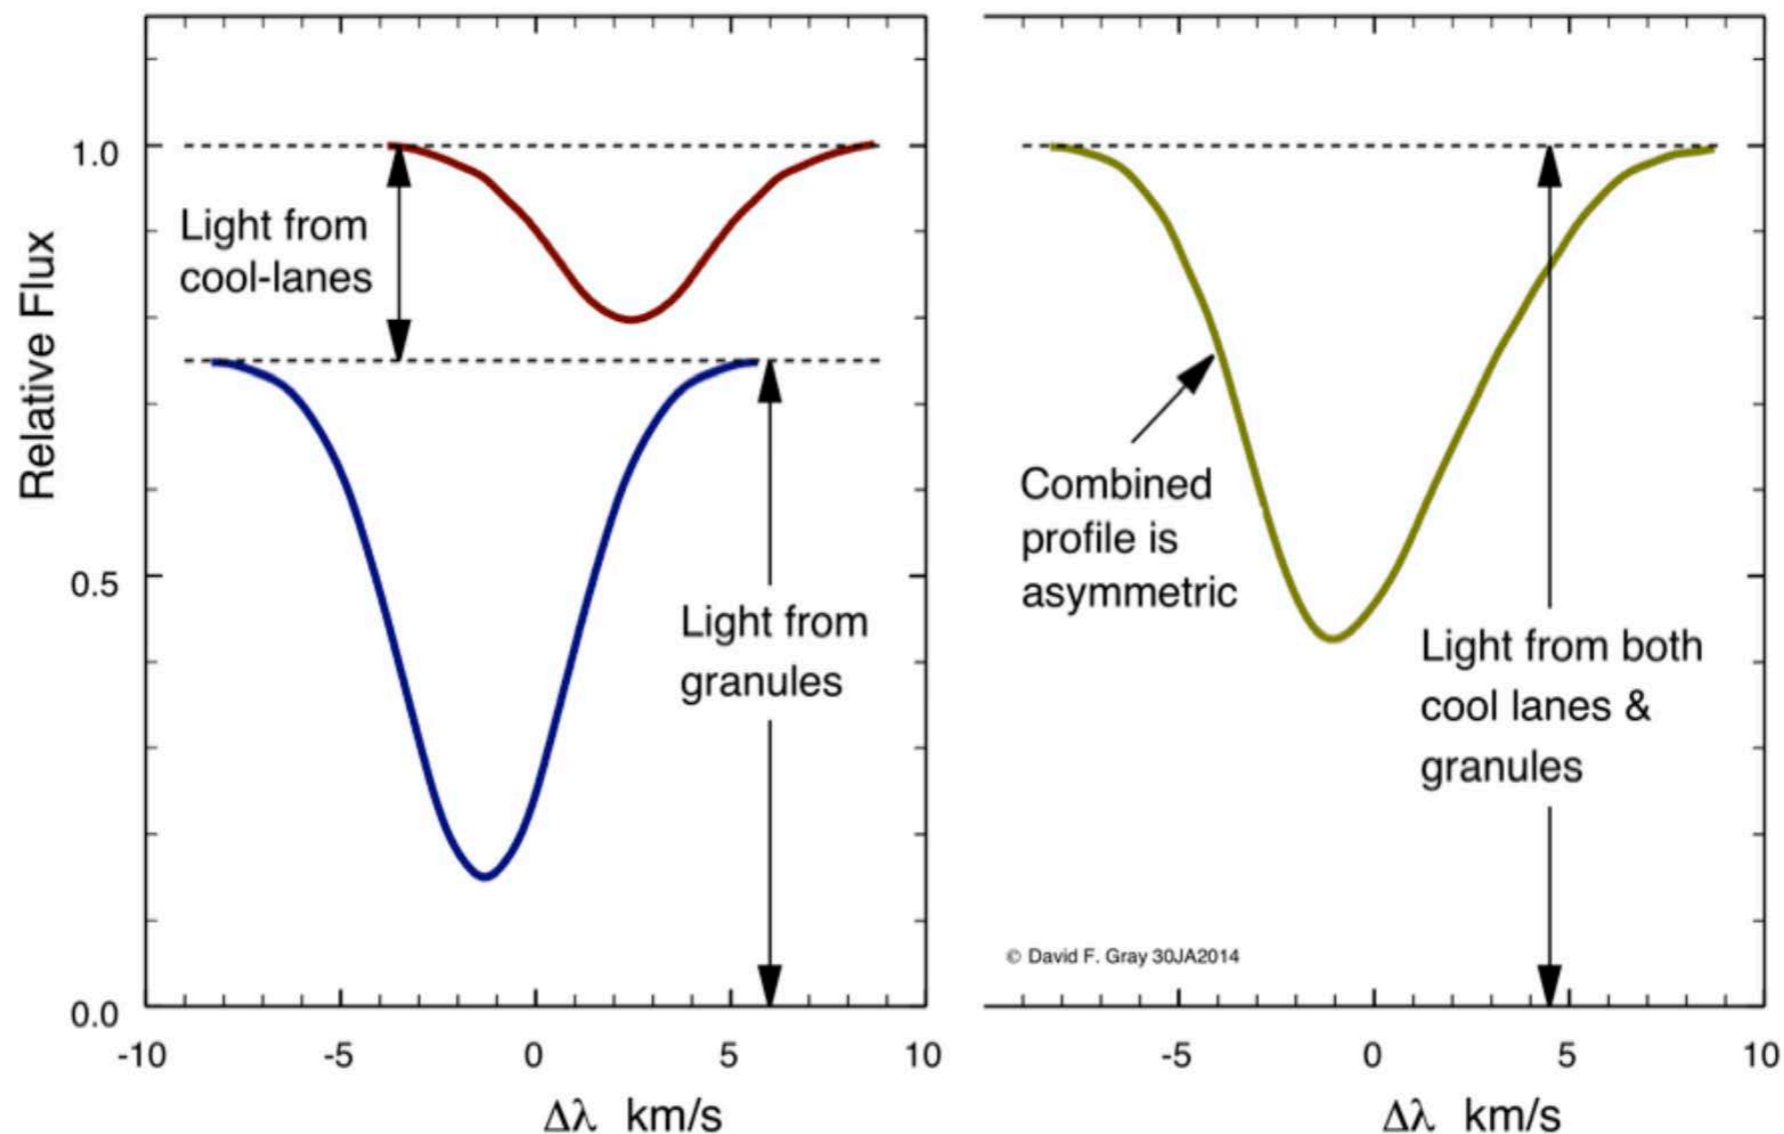 Relative Flux
1.0
0.5
0.0
Light from
cool-lanes
Light from
granules
-10
-5
0
5
10
Δλ km/s
Combined
profile is
asymmetric
Light from both
cool lanes &
granules
© David F. Gray 30JA2014
-5
0
5
10
Δλ km/s